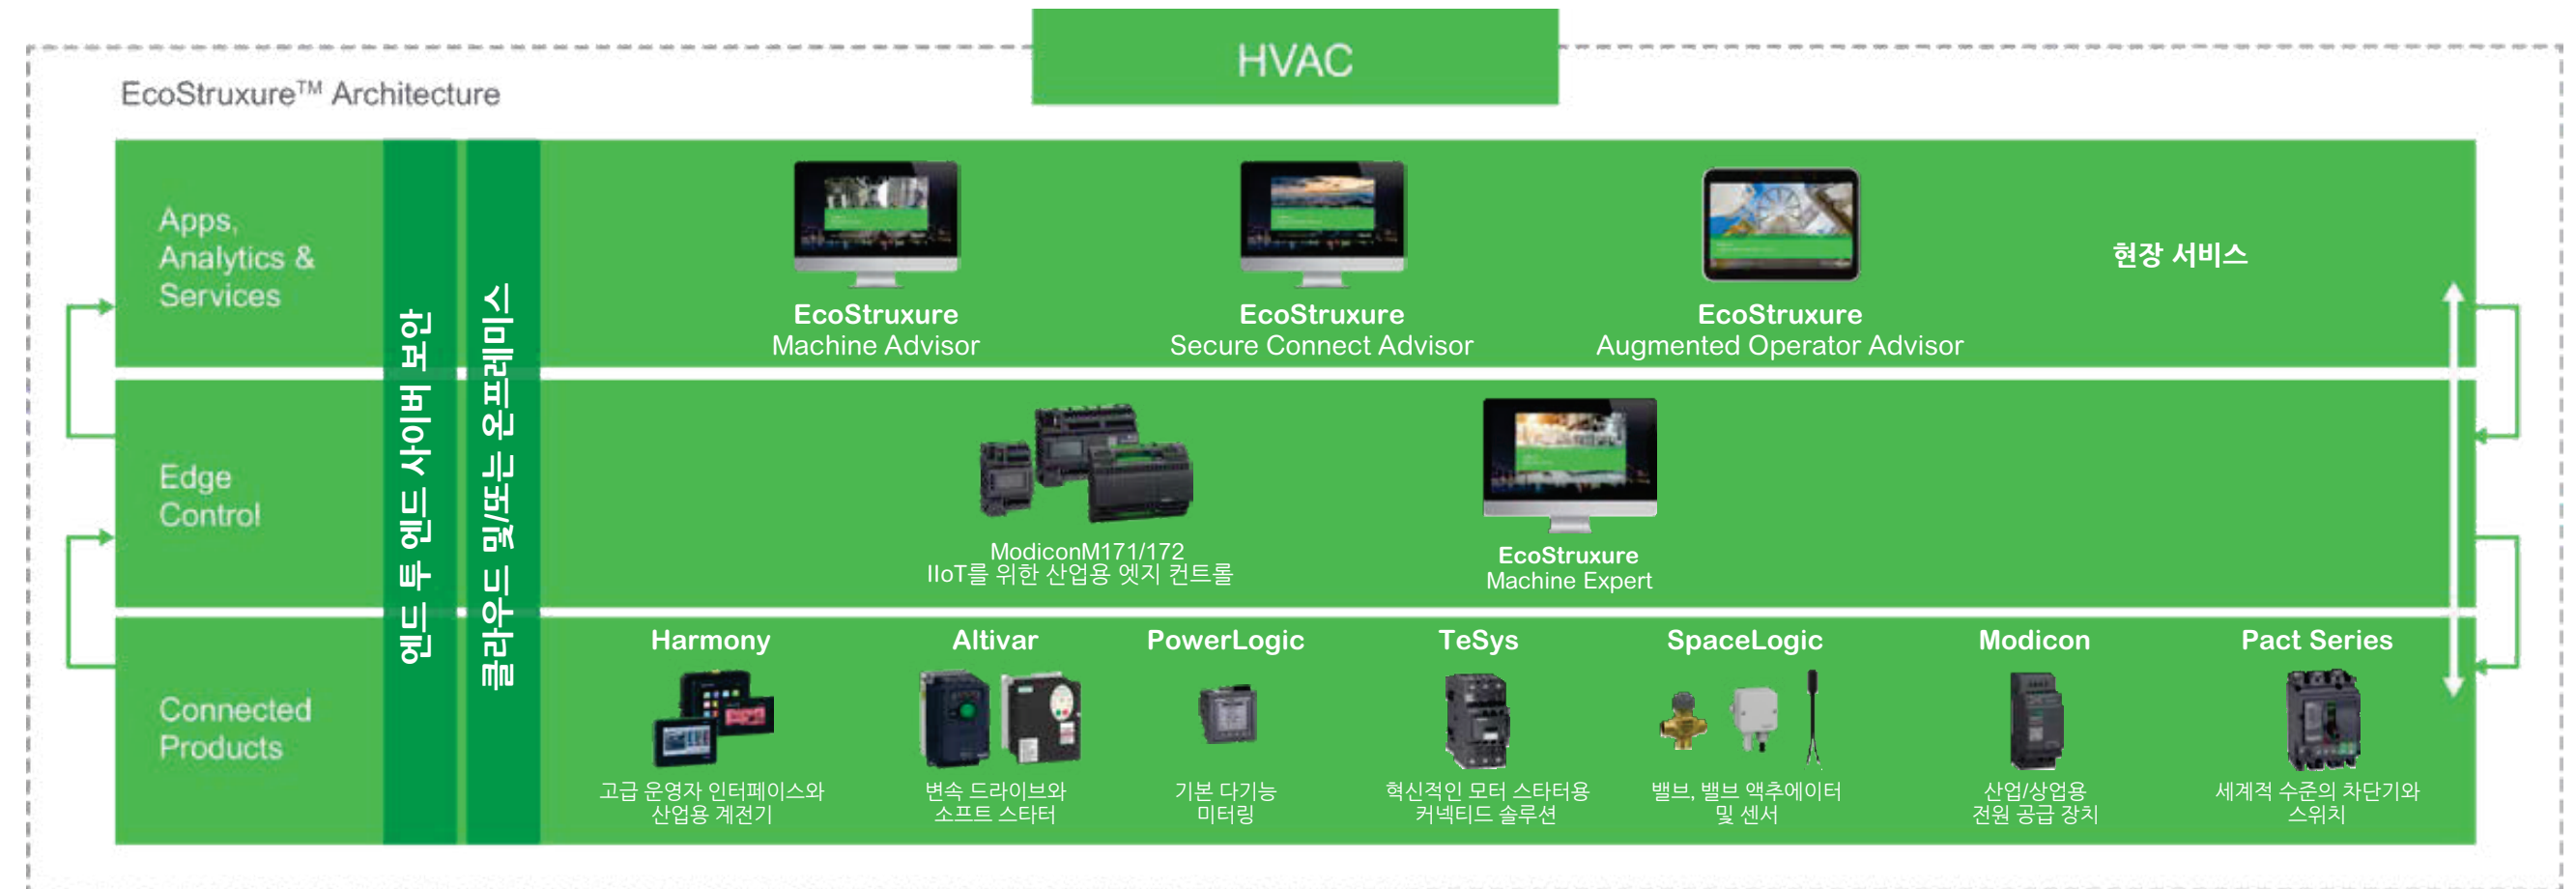 HVAC
EcoStruxure™ Architecture
Apps,
Analytics &
Services
엔드 투 엔드 사이버 보안
클라우드 및/또는 온프레미스
EcoStruxure
Machine Advisor
EcoStruxure
Secure Connect Advisor
EcoStruxure
Augmented Operator Advisor
현장 서비스
Edge
Control
ModiconM171/172
IIoT를 위한 산업용 엣지 컨트롤
EcoStruxure
Machine Expert
Connected
Products
Harmony
고급 운영자 인터페이스와
산업용 계전기
Altivar
변속 드라이브와
소프트 스타터
PowerLogic
기본 다기능
미터링
TeSys
혁신적인 모터 스타터용
커넥티드 솔루션
SpaceLogic
밸브, 밸브 액추에이터
및 센서
Modicon
산업/상업용
전원 공급 장치
Pact Series
세계적 수준의 차단기와
스위치